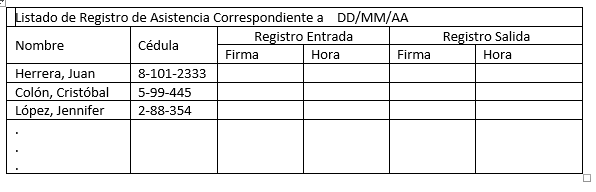 Listado de Registro de Asistencia Correspondiente a DD/MM/AA
Nombre Cédula Registro Entrada Registro Salida
Firma Hora Firma Hora
Herrera, Juan 8-101-2333
Colón, Cristóbal 5-99-445
López, Jennifer 2-88-354
.
.
.